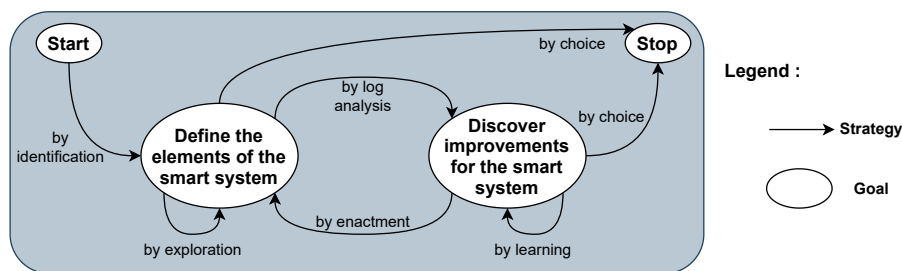 Start
by choice
Stop
Legend :
by log
analysis
by choice
Strategy
by
identification
Define the
elements of the
smart system
Discover
improvements
for the smart
system
Goal
by enactment
by exploration
by learning